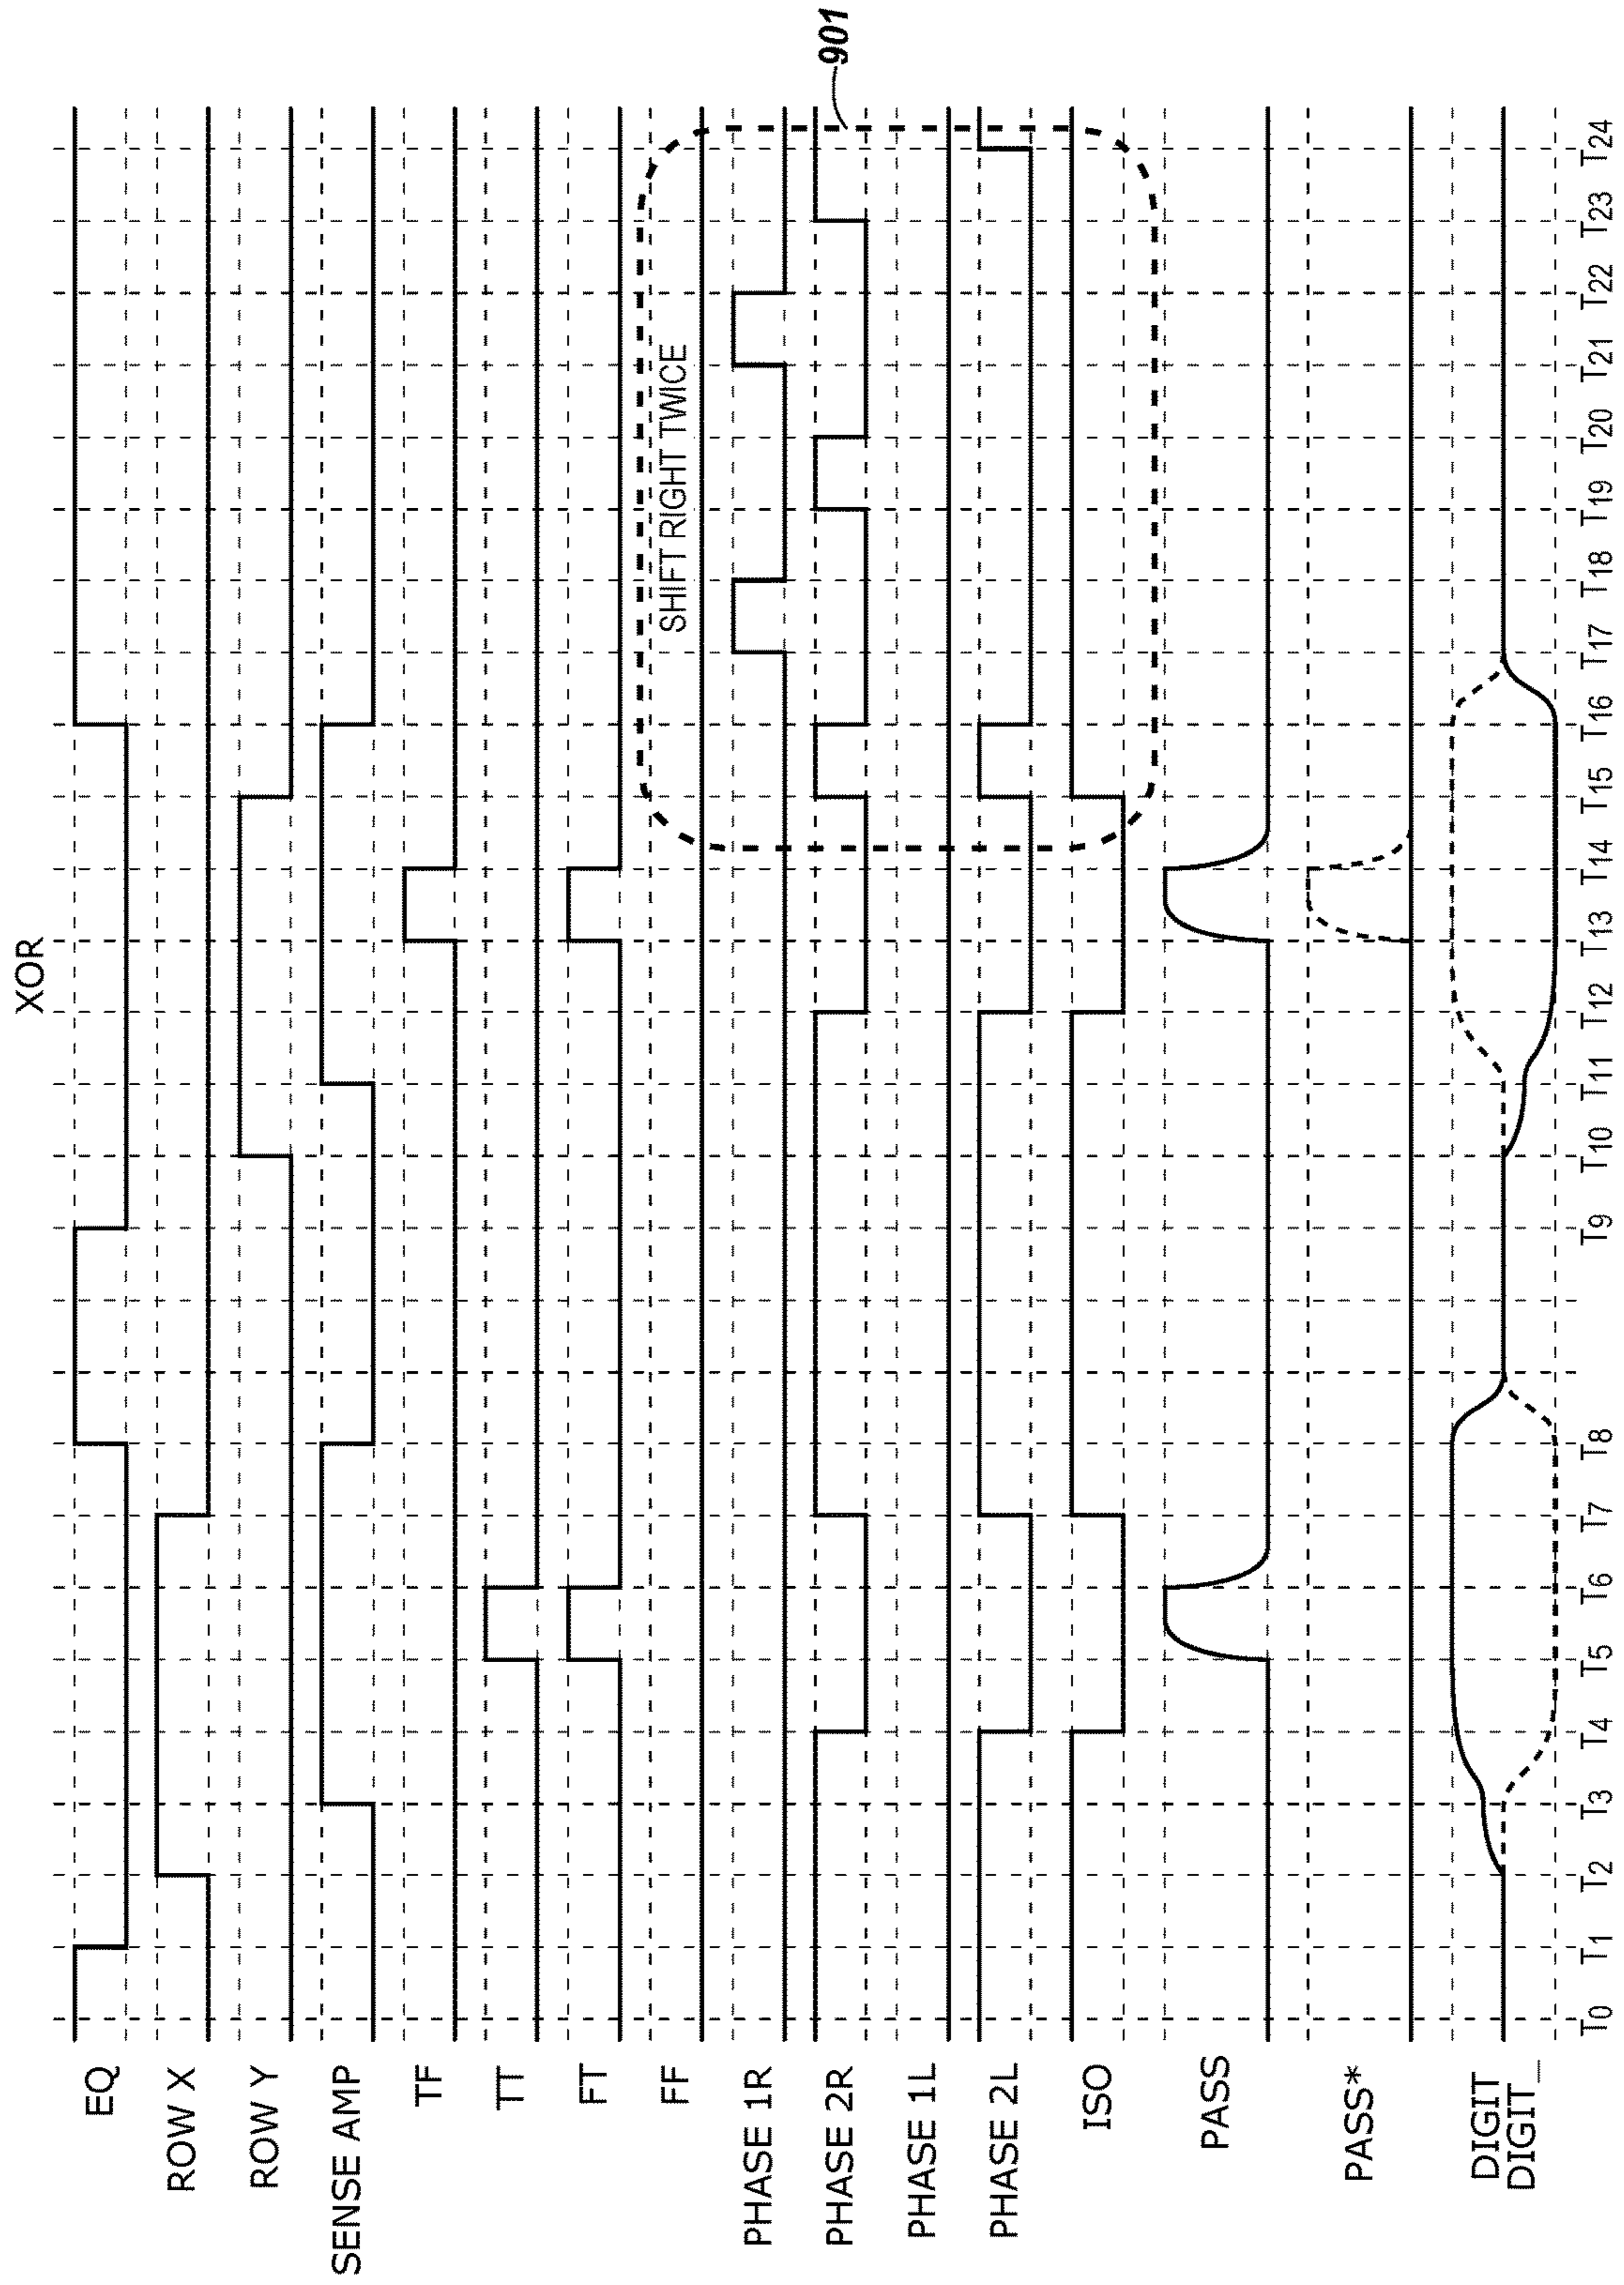 XOR
EQ
ROW X
ROW Y
SENSE AMP
TF
TT
FT
FF
PHASE 1R
PHASE 2R
PHASE 1L
PHASE 2L
ISO
PASS
PASS*
DIGIT
DIGIT_
SHIFT RIGHT TWICE
901
T0 T1 T2 T3 T4 T5 T6 T7 T8 T9 T10 T11 T12 T13 T14 T15 T16 T17 T18 T19 T20 T21 T22 T23 T24